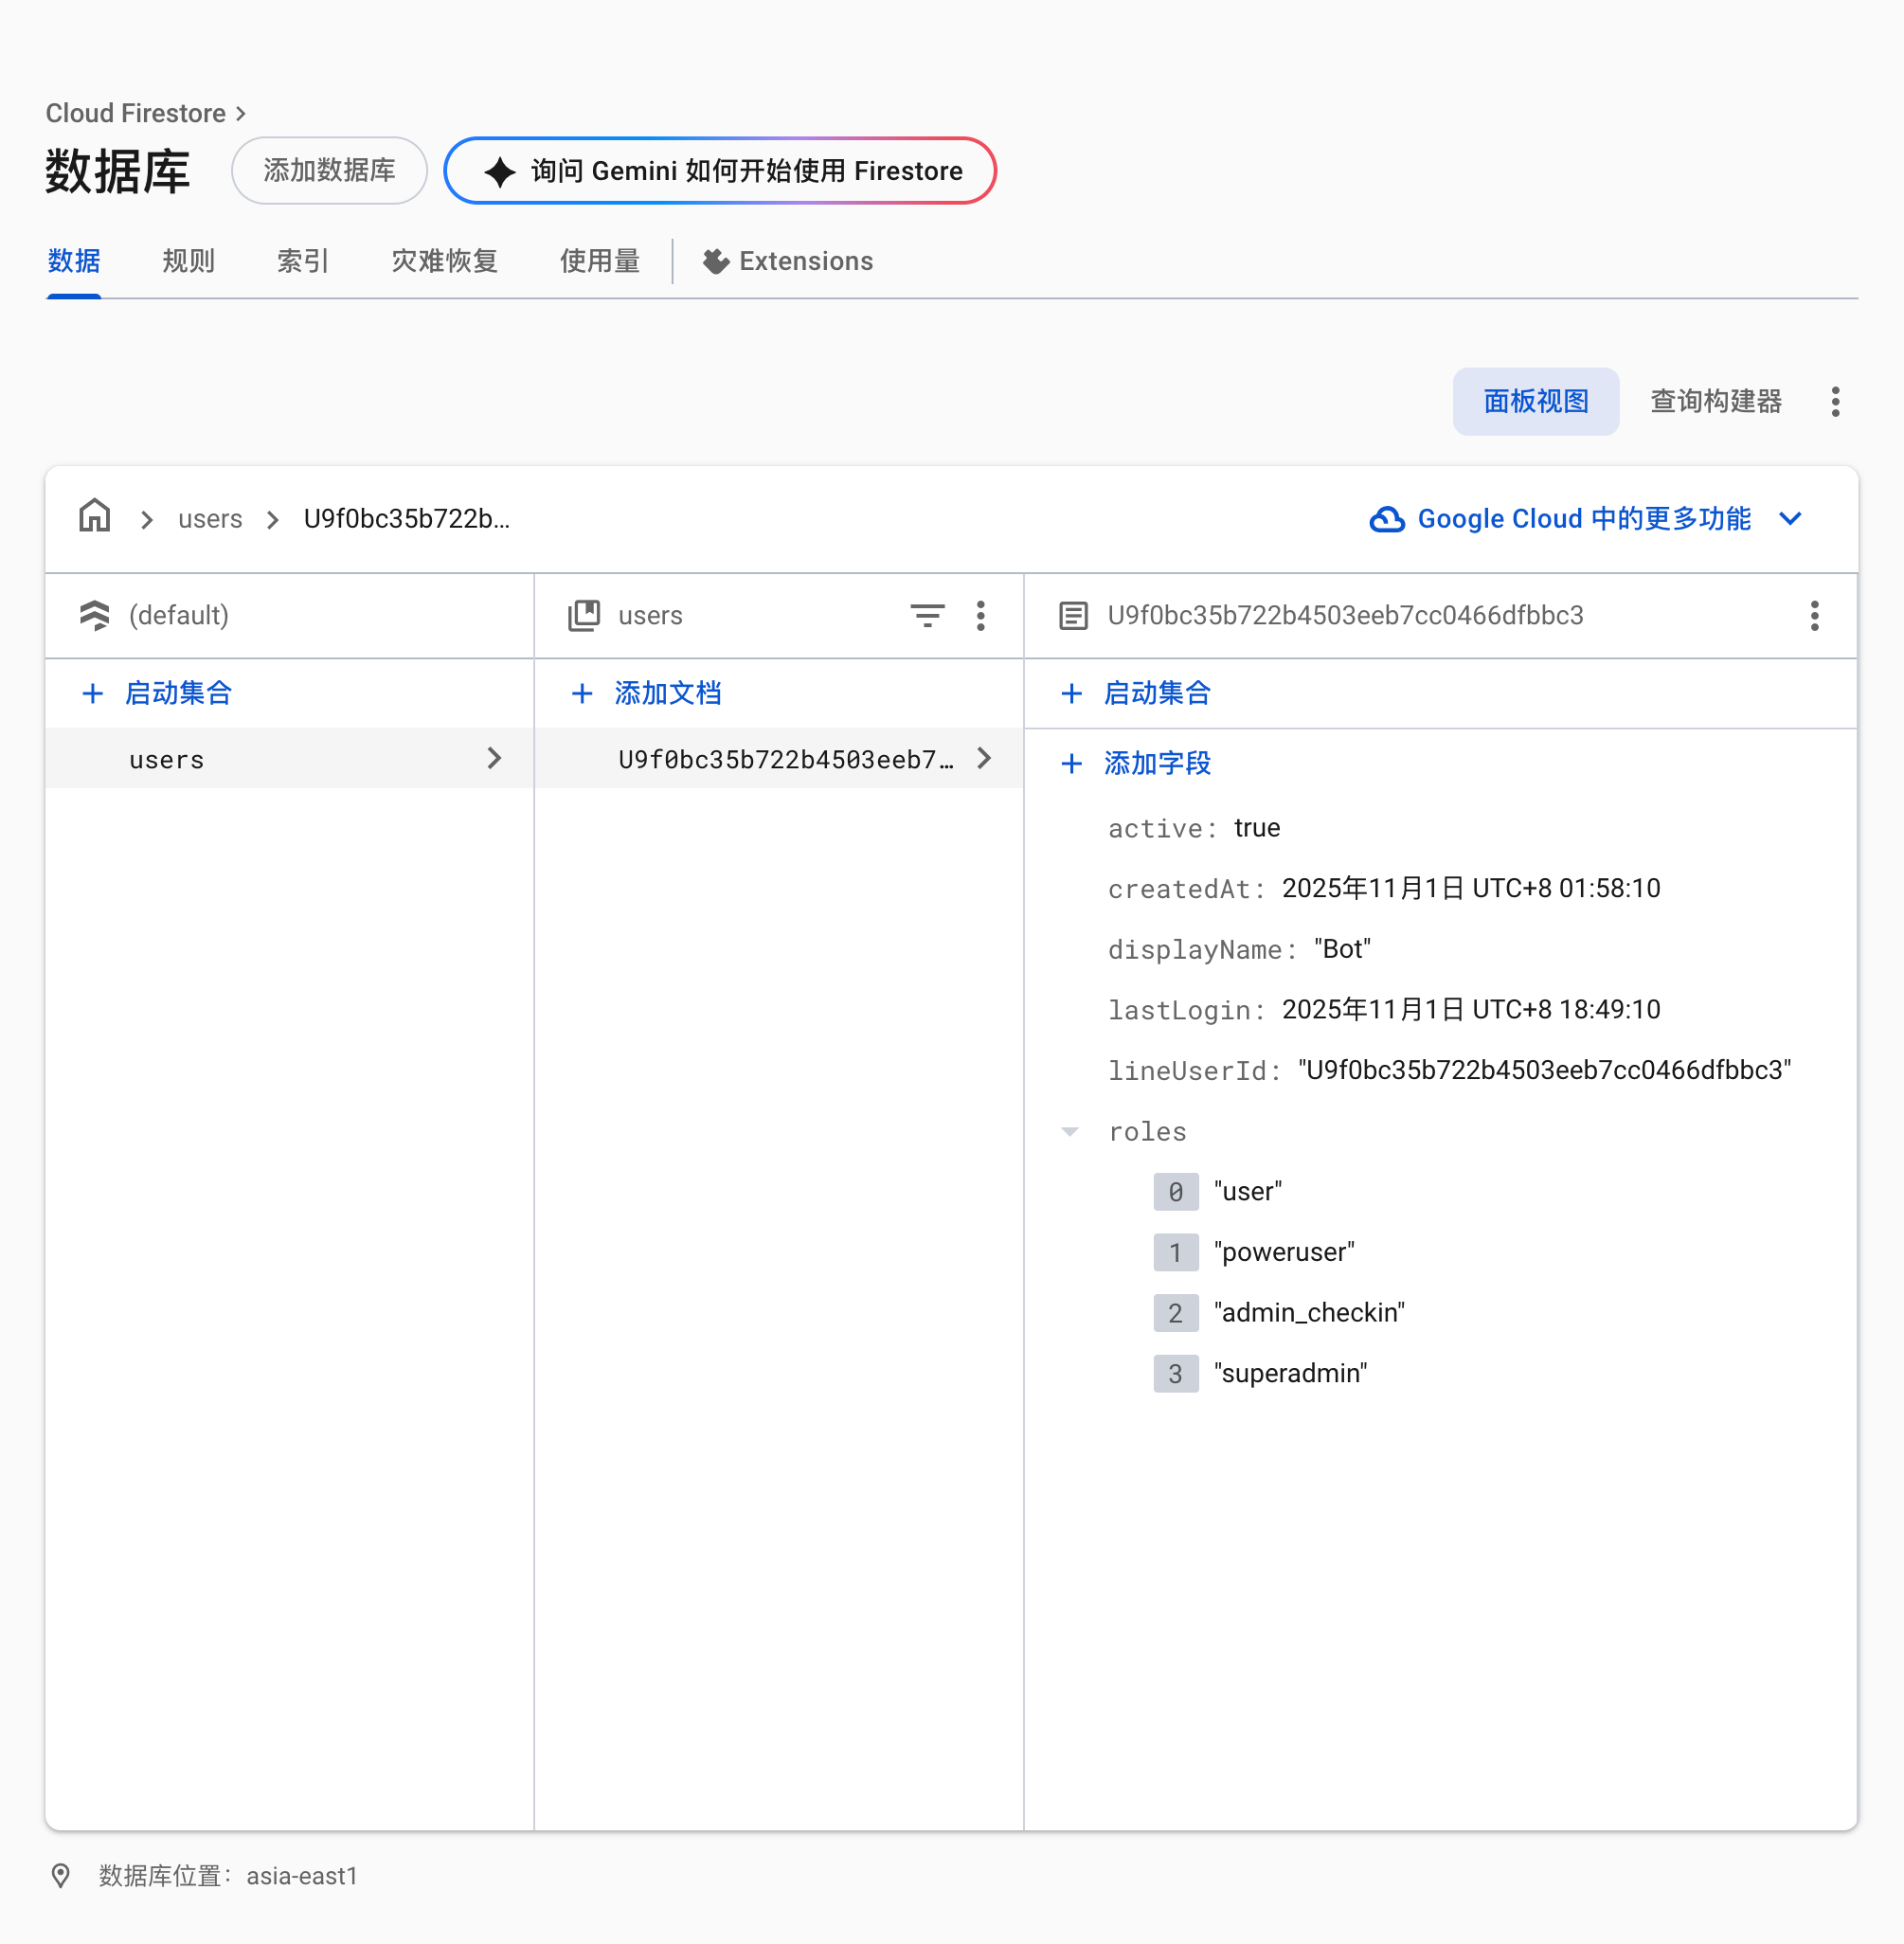 Cloud Firestore
数据库
添加数据库
询问 Gemini 如何开始使用 Firestore
数据
规则
索引
灾难恢复
使用量
Extensions
面板视图
查询构建器
users
U9f0bc35b722b...
Google Cloud 中的更多功能
(default)
users
U9f0bc35b722b4503eeb7cc0466dfbbc3
启动集合
添加文档
启动集合
users
U9f0bc35b722b4503eeb7…
添加字段
active: true
createdAt: 2025年11月1日 UTC+8 01:58:10
displayName: "Bot"
lastLogin: 2025年11月1日 UTC+8 18:49:10
lineUserId: "U9f0bc35b722b4503eeb7cc0466dfbbc3"
roles
0 "user"
1 "poweruser"
2 "admin_checkin"
3 "superadmin"
数据库位置：asia-east1